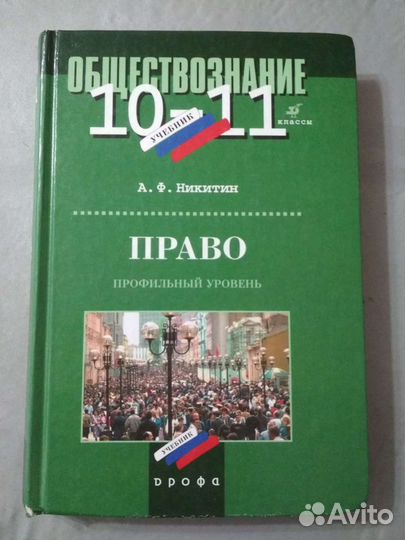 ОБЩЕСТВОЗНАНИЕ
10-11
классы
УЧЕБНИК
А.Ф.Никитин
ПРАВО
ПРОФИЛЬНЫЙ УРОВЕНЬ
УЧЕБНИК
дрофа
Avito